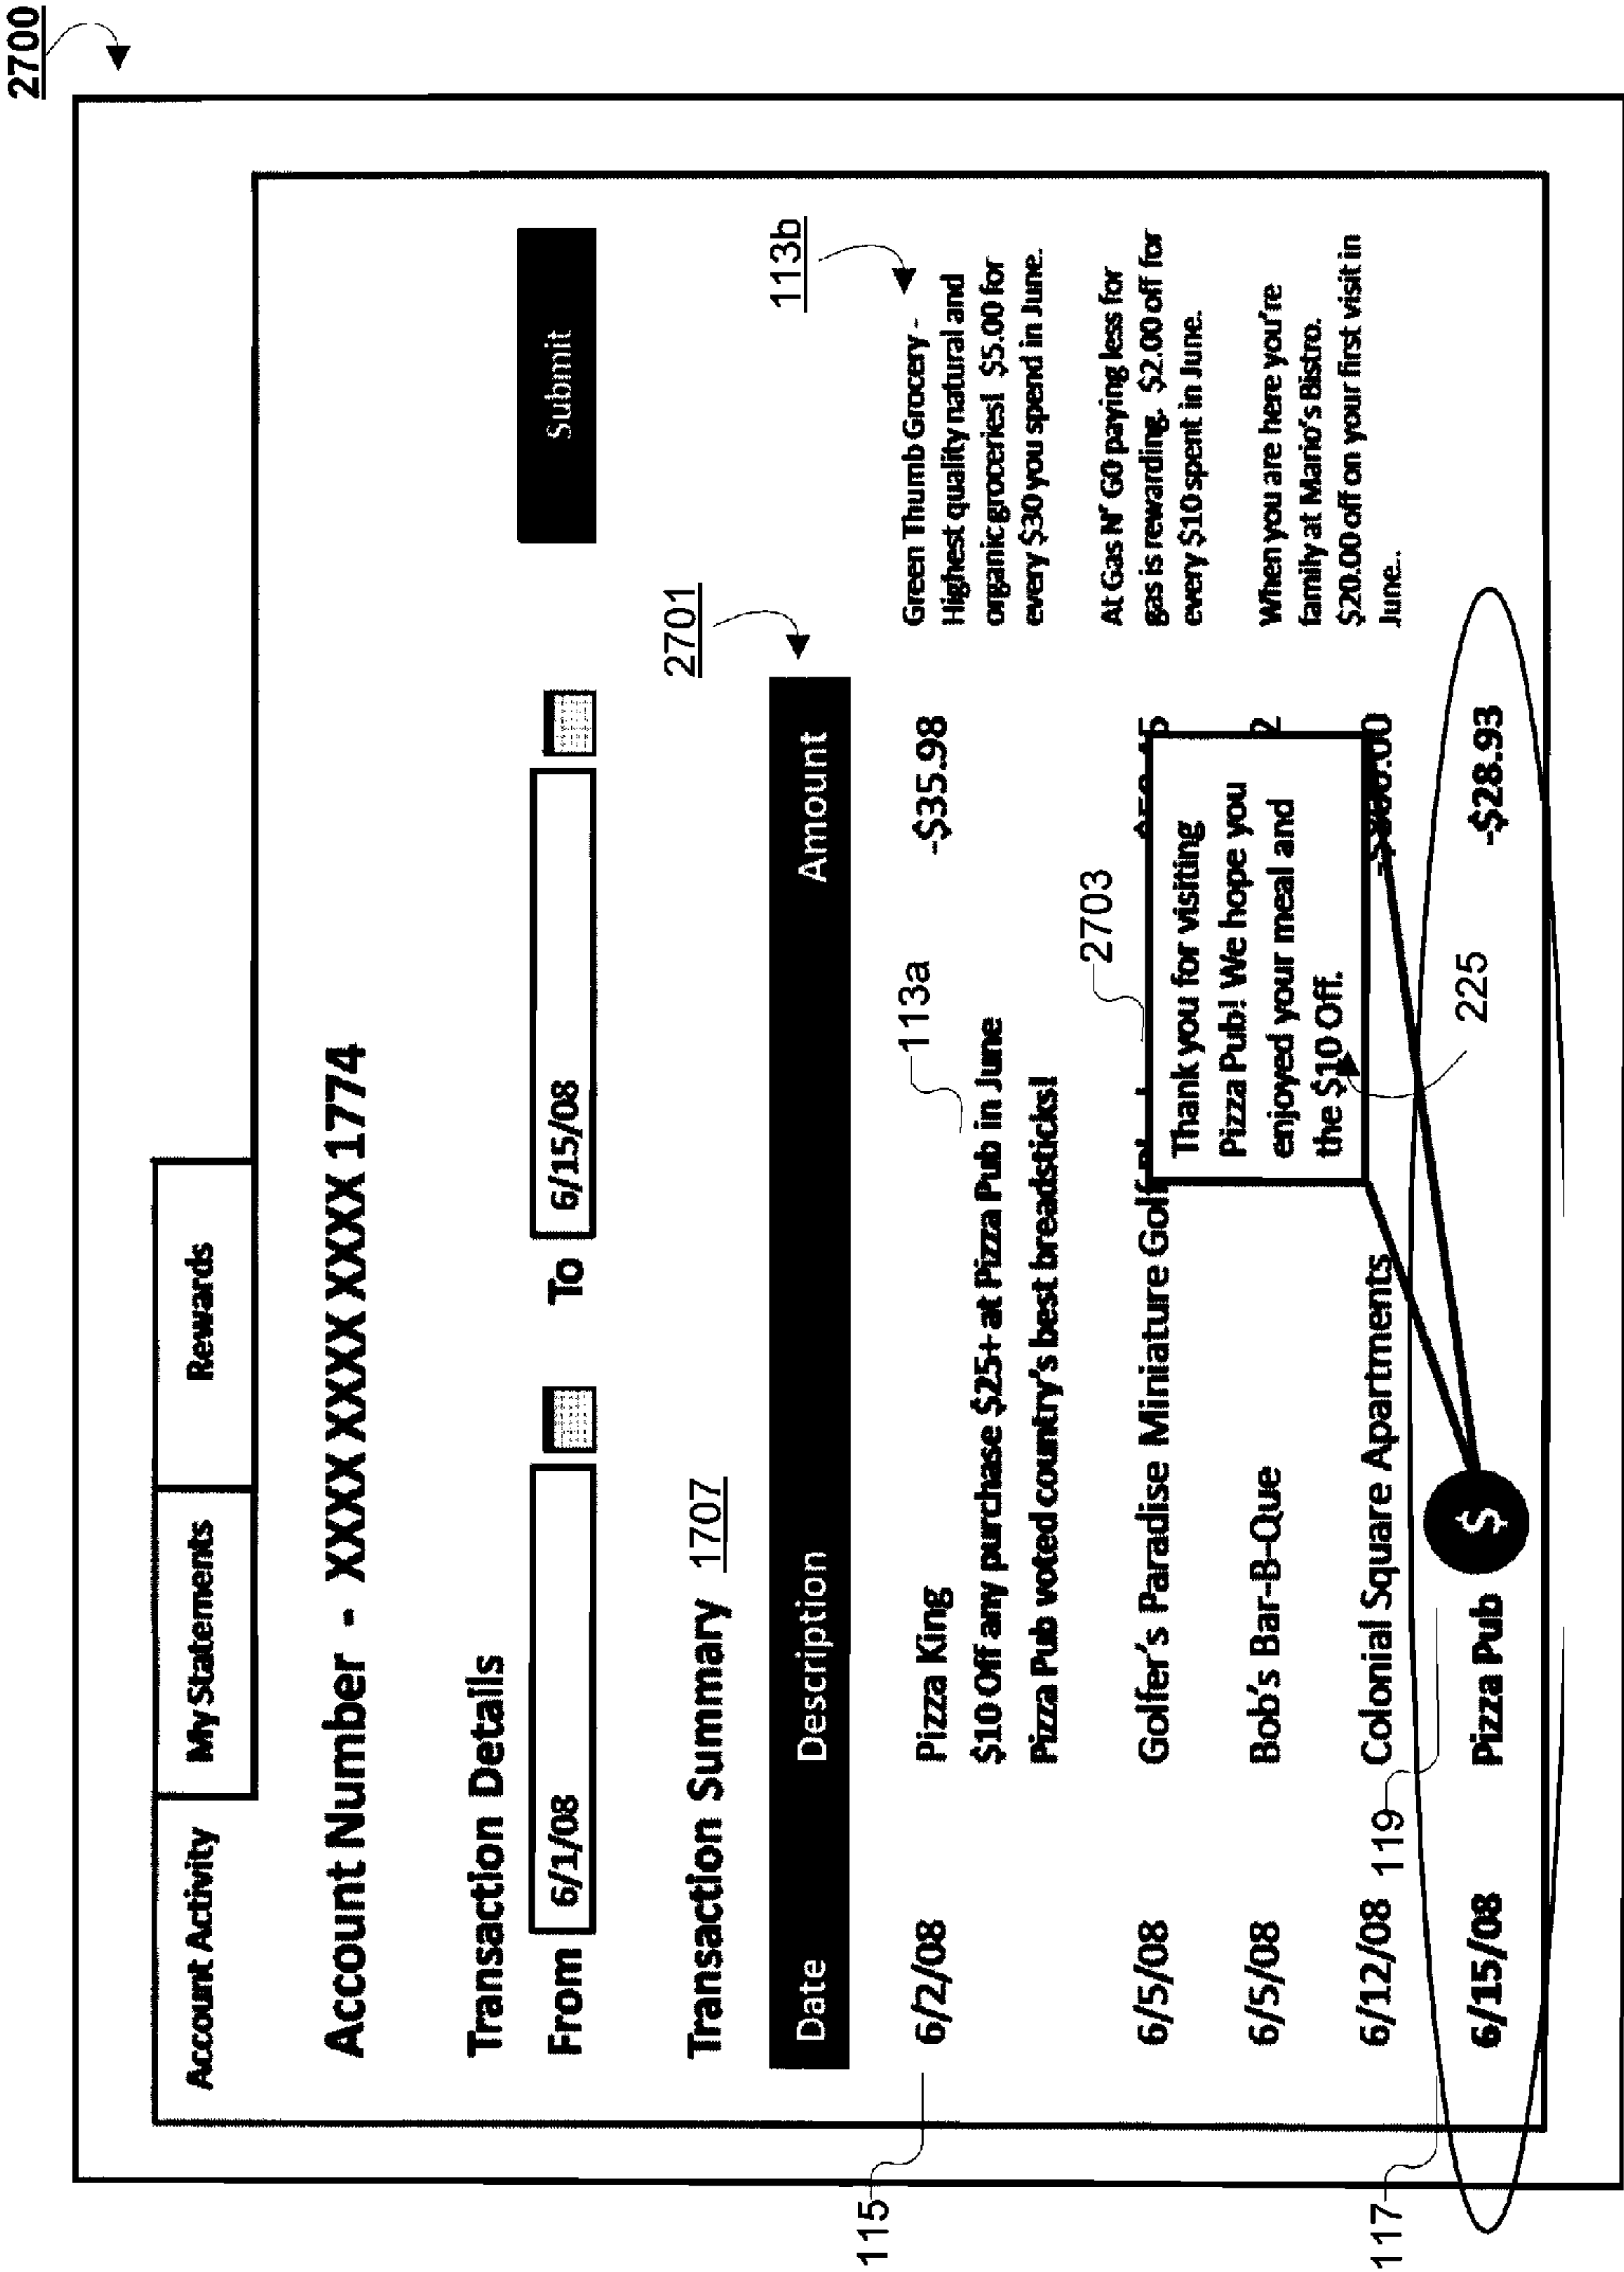 2700
Account Activity
My Statements
Rewards
Account Number - XXXX XXXX XXXX 1774
Transaction Details
From 6/1/08 To 6/15/08 Submit
Transaction Summary 1707
2701
Date Description Amount
113b
115
6/2/08 Pizza King -$35.98
113a
$10 Off any purchase $25+ at Pizza Pub in June
Pizza Pub voted country's best breadsticks!
Green Thumb Grocery -
Highest quality natural and
organic groceries! $5.00 for
every $30 you spend in June.
2703
6/5/08 Golfer's Paradise Miniature Golf
At Gas N' GO paying less for
gas is rewarding. $2.00 off for
every $10 spent in June.
6/5/08 Bob's Bar-B-Que
Thank you for visiting
Pizza Pub! We hope you
enjoyed your meal and
the $10 Off.
When you are here you're
family at Mario's Bistro.
$20.00 off on your first visit in
June..
6/12/08 Colonial Square Apartments
117
119
225
6/15/08 Pizza Pub $ -$28.93